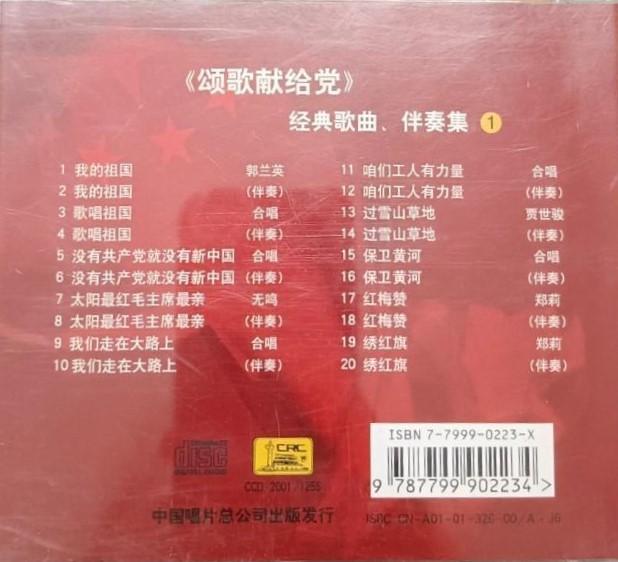 《颂歌献给党》
经典歌曲、伴奏集 1
1 我的祖国 郭兰英
2 我的祖国 (伴奏)
3 歌唱祖国 合唱
4 歌唱祖国 (伴奏)
5 没有共产党就没有新中国 合唱
6 没有共产党就没有新中国 (伴奏)
7 太阳最红毛主席最亲 无鸣
8 太阳最红毛主席最亲 (伴奏)
9 我们走在大路上 合唱
10 我们走在大路上 (伴奏)
11 咱们工人有力量 合唱
12 咱们工人有力量 (伴奏)
13 过雪山草地 贾世骏
14 过雪山草地 (伴奏)
15 保卫黄河 合唱
16 保卫黄河 (伴奏)
17 红梅赞 郑莉
18 红梅赞 (伴奏)
19 绣红旗 郑莉
20 绣红旗 (伴奏)
disc
CRC
CCD 2001/1255
中国唱片总公司出版发行
ISBN 7-7999-0223-X
9 787799 902234 >
ISRC CN-A01-01-326-00/A·J6